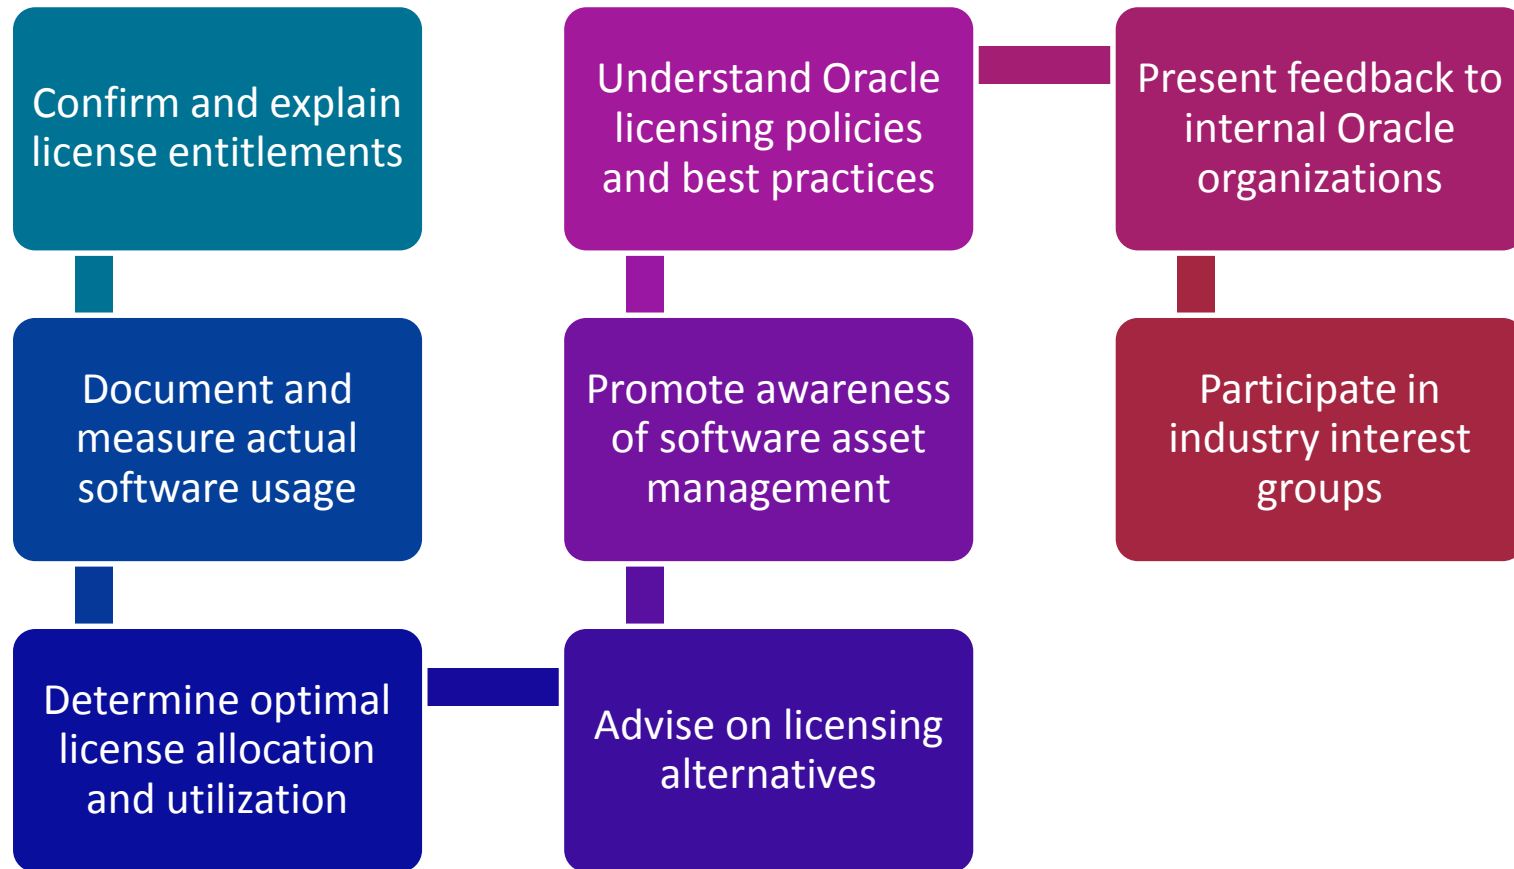 Confirm and explain
license entitlements
Document and
measure actual
software usage
Determine optimal
license allocation
and utilization
Advise on licensing
alternatives
Promote awareness
of software asset
management
Understand Oracle
licensing policies
and best practices
Present feedback to
internal Oracle
organizations
Participate in
industry interest
groups